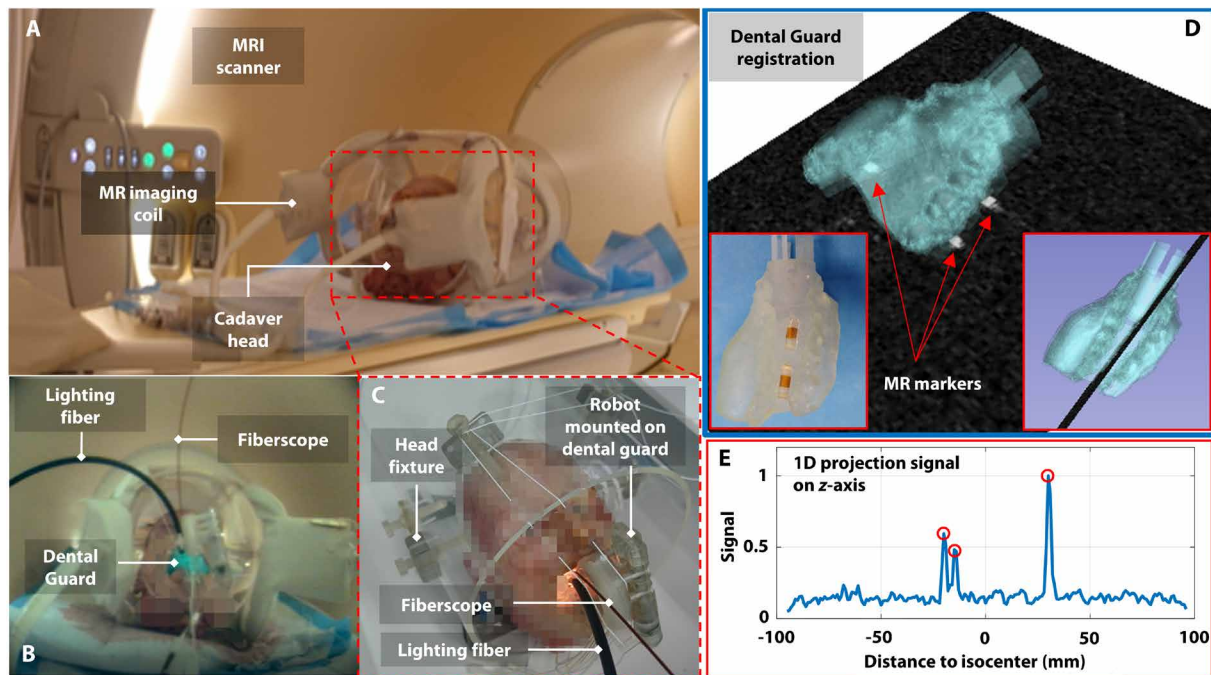 A
MRI
scanner
MR imaging
coil
Cadaver
head
B
Lighting
fiber
Fiberscope
Dental
Guard
C
Head
fixture
Robot
mounted on
dental guard
Fiberscope
Lighting fiber
D
Dental Guard
registration
MR markers
E
1D projection signal
on z-axis
Signal
1
0.5
0
-100
-50
0
50
100
Distance to isocenter (mm)